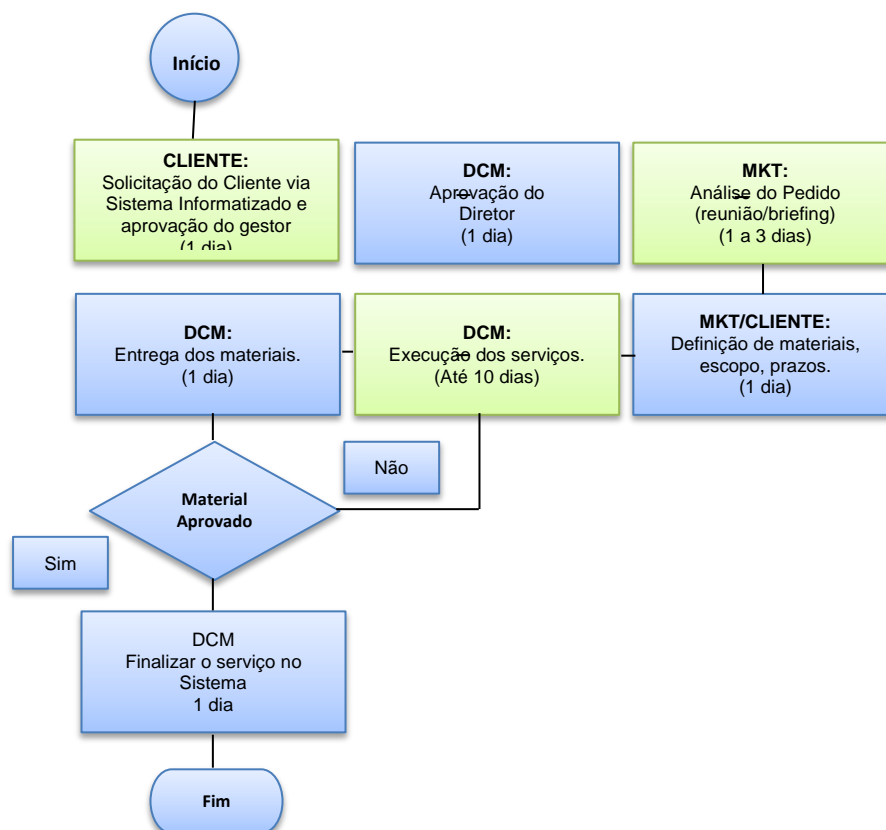 Início
CLIENTE:
Solicitação do Cliente via
Sistema Informatizado e
aprovação do gestor
(1 dia)
DCM:
Aprovação do
Diretor
(1 dia)
MKT:
Análise do Pedido
(reunião/briefing)
(1 a 3 dias)
MKT/CLIENTE:
Definição de materiais,
escopo, prazos.
(1 dia)
DCM:
Execução dos serviços.
(Até 10 dias)
DCM:
Entrega dos materiais.
(1 dia)
Material
Aprovado
Não
Sim
DCM
Finalizar o serviço no
Sistema
1 dia
Fim